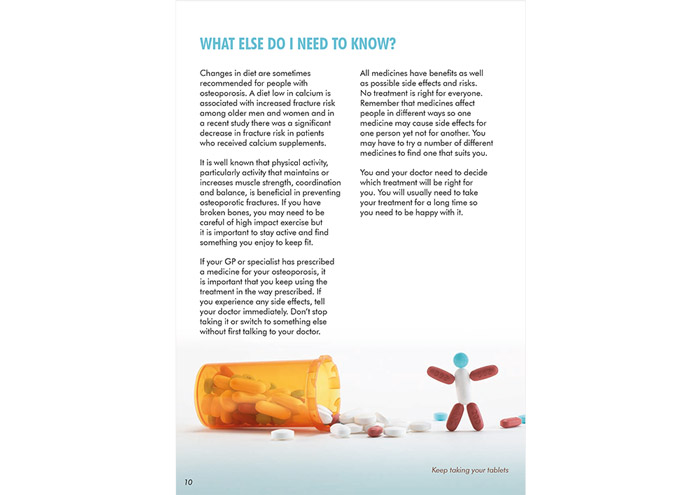 WHAT ELSE DO I NEED TO KNOW?
Changes in diet are sometimes
recommended for people with
osteoporosis. A diet low in calcium is
associated with increased fracture risk
among older men and women and in
a recent study there was a significant
decrease in fracture risk in patients
who received calcium supplements.
It is well known that physical activity,
particularly activity that maintains or
increases muscle strength, coordination
and balance, is beneficial in preventing
osteoporotic fractures. If you have
broken bones, you may need to be
careful of high impact exercise but
it is important to stay active and find
something you enjoy to keep fit.
If your GP or specialist has prescribed
a medicine for your osteoporosis, it
is important that you keep using the
treatment in the way prescribed. If
you experience any side effects, tell
your doctor immediately. Don't stop
taking it or switch to something else
without first talking to your doctor.
All medicines have benefits as well
as possible side effects and risks.
No treatment is right for everyone.
Remember that medicines affect
people in different ways so one
medicine may cause side effects for
one person yet not for another. You
may have to try a number of different
medicines to find one that suits you.
You and your doctor need to decide
which treatment will be right for
you. You will usually need to take
your treatment for a long time so
you need to be happy with it.
Keep taking your tablets
10